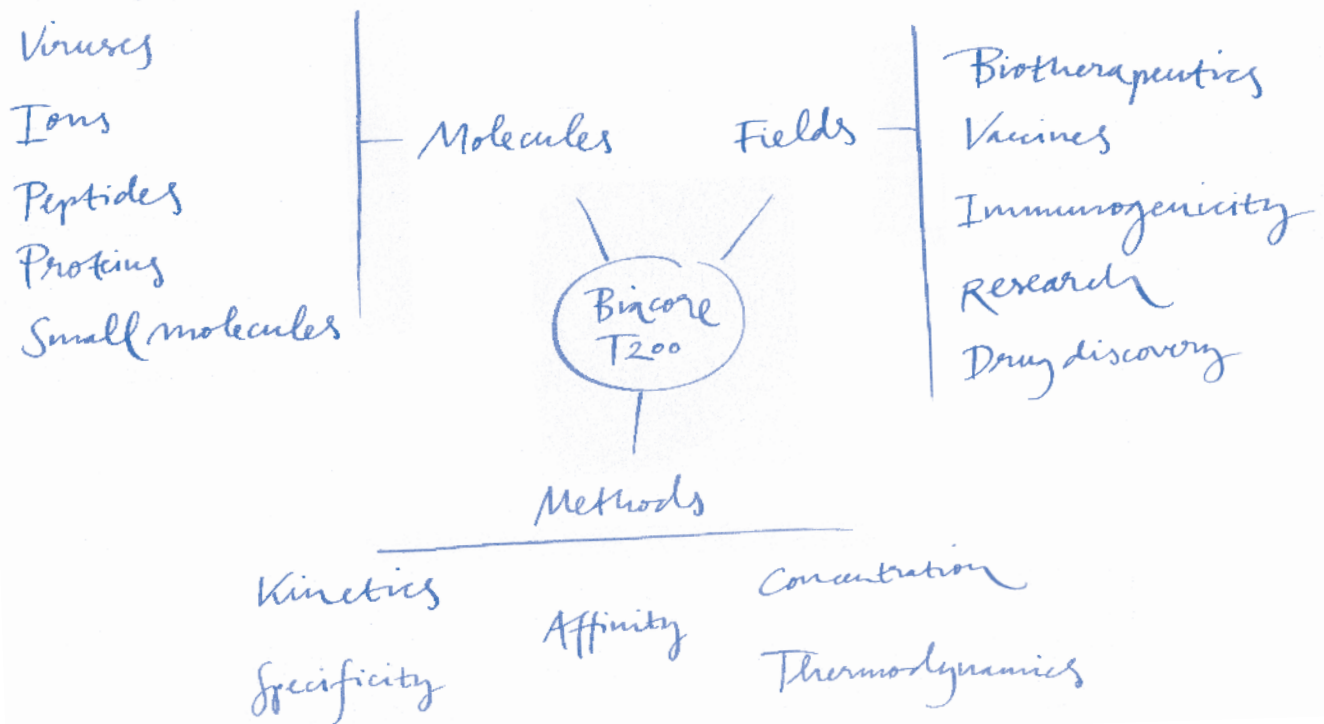 Viruses
Ions
Peptides
Proteins
Small molecules
Molecules
Fields
Biotherapeutics
Vaccines
Immunogenicity
Research
Drug discovery
Biacore
T200
Methods
Kinetics
Affinity
Concentration
Specificity
Thermodynamics